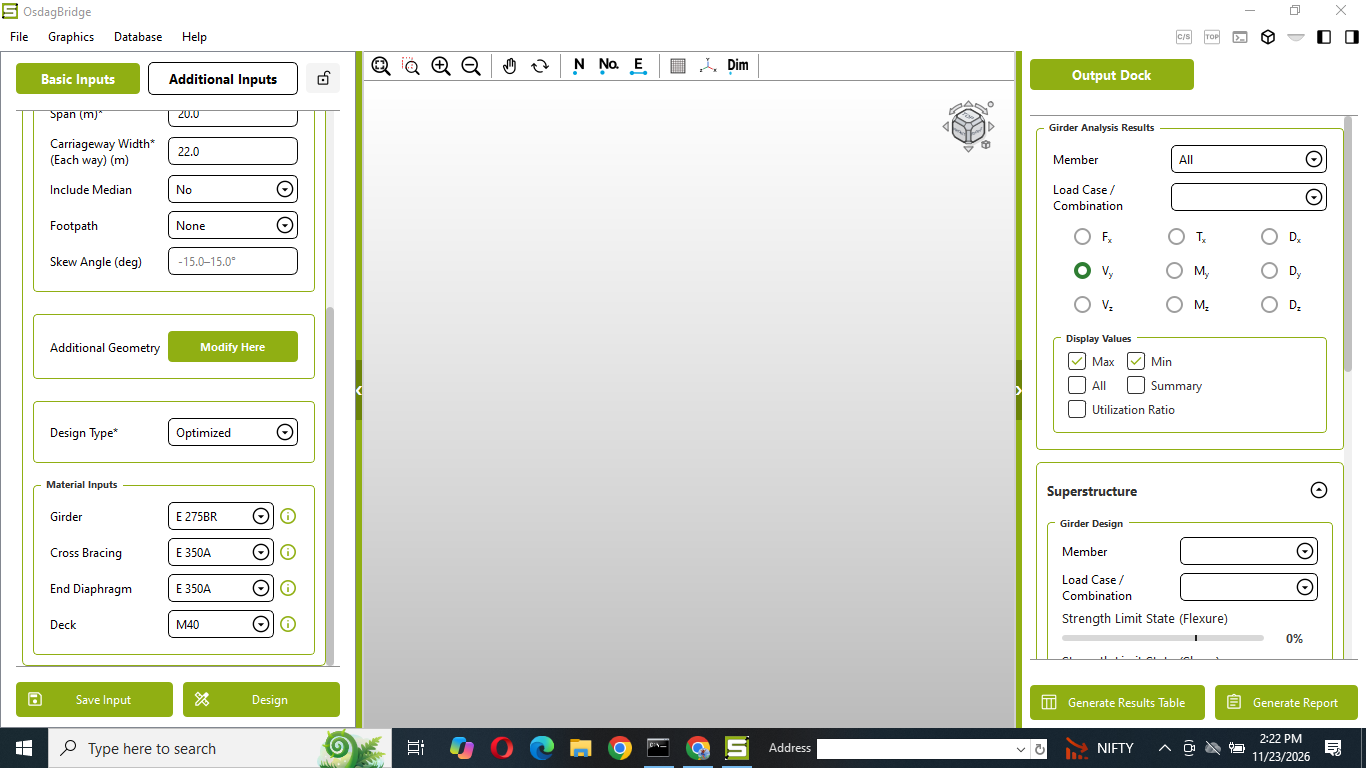 OsdagBridge
File Graphics Database Help
C/S TOP
Basic Inputs Additional Inputs
N No. E Dim
Output Dock
Span (m)* 20.0
Carriageway Width* (Each way) (m) 22.0
Include Median No
Footpath None
Skew Angle (deg) -15.0–15.0°
Additional Geometry Modify Here
Design Type* Optimized
Material Inputs
Girder E 275BR
Cross Bracing E 350A
End Diaphragm E 350A
Deck M40
Save Input Design
Girder Analysis Results
Member All
Load Case / Combination
Fx Tx Dx
Vy My Dy
Vz Mz Dz
Display Values
Max Min
All Summary
Utilization Ratio
Superstructure
Girder Design
Member
Load Case / Combination
Strength Limit State (Flexure)
0%
Generate Results Table Generate Report
Type here to search
Address
NIFTY
2:22 PM
11/23/2026